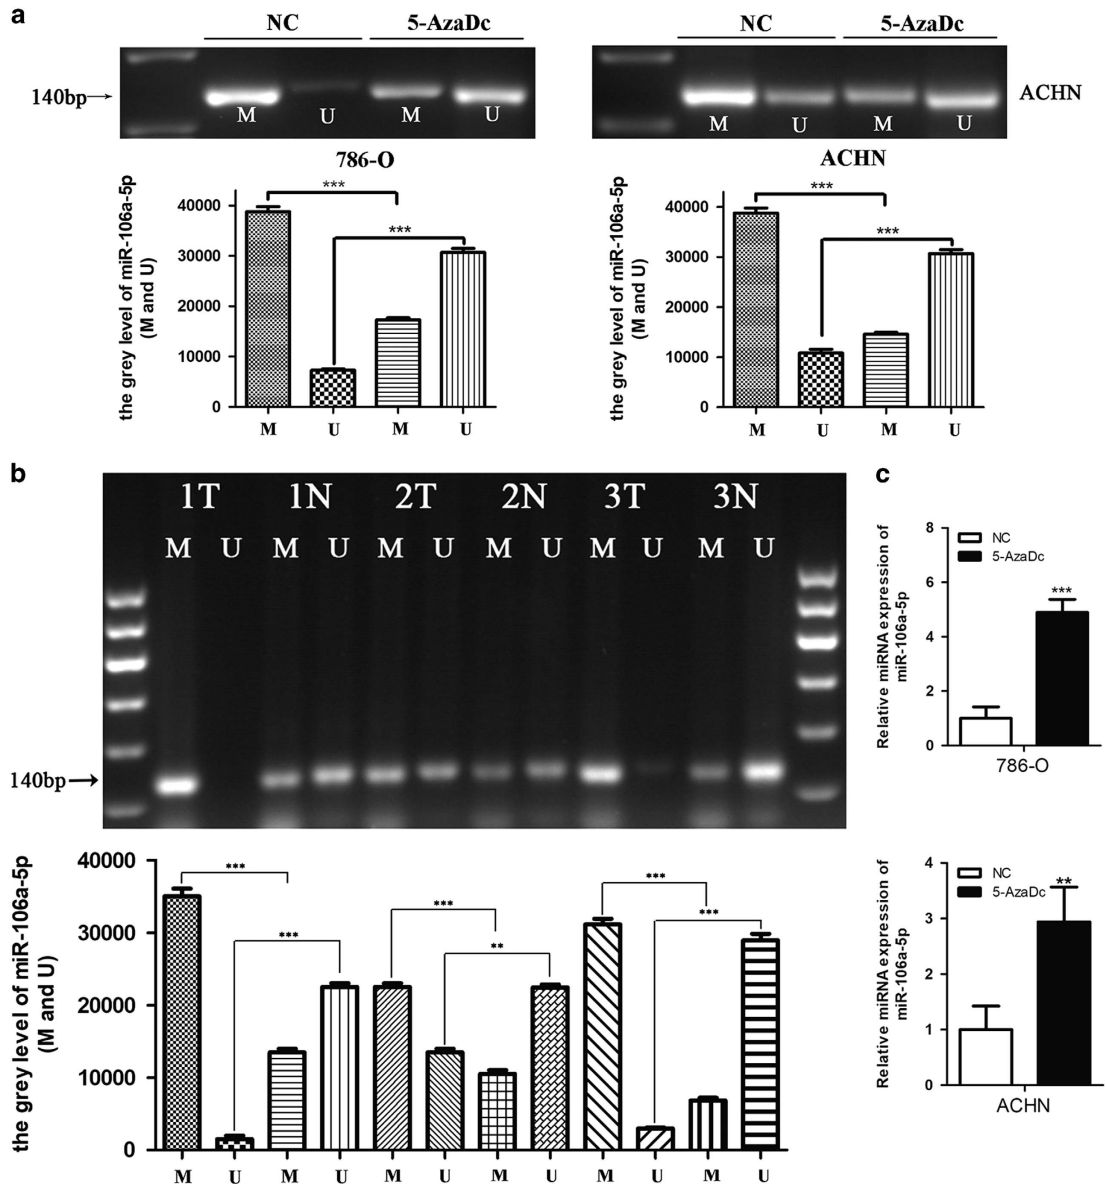 a
NC 5-AzaDc
140bp→
M U M U
786-O
the grey level of miR-106a-5p
(M and U)
40000
30000
20000
10000
0
***
***
M U M U
NC 5-AzaDc
ACHN
M U M U
ACHN
the grey level of miR-106a-5p
(M and U)
40000
30000
20000
10000
0
***
***
M U M U
b
1T 1N 2T 2N 3T 3N
M U M U M U M U M U M U
140bp→
the grey level of miR-106a-5p
(M and U)
40000
30000
20000
10000
0
***
***
***
**
***
***
M U M U M U M U M U M U
c
Relative miRNA expression of
miR-106a-5p
8
6
4
2
0
NC
5-AzaDc
***
786-O
Relative miRNA expression of
miR-106a-5p
4
3
2
1
0
NC
5-AzaDc
**
ACHN